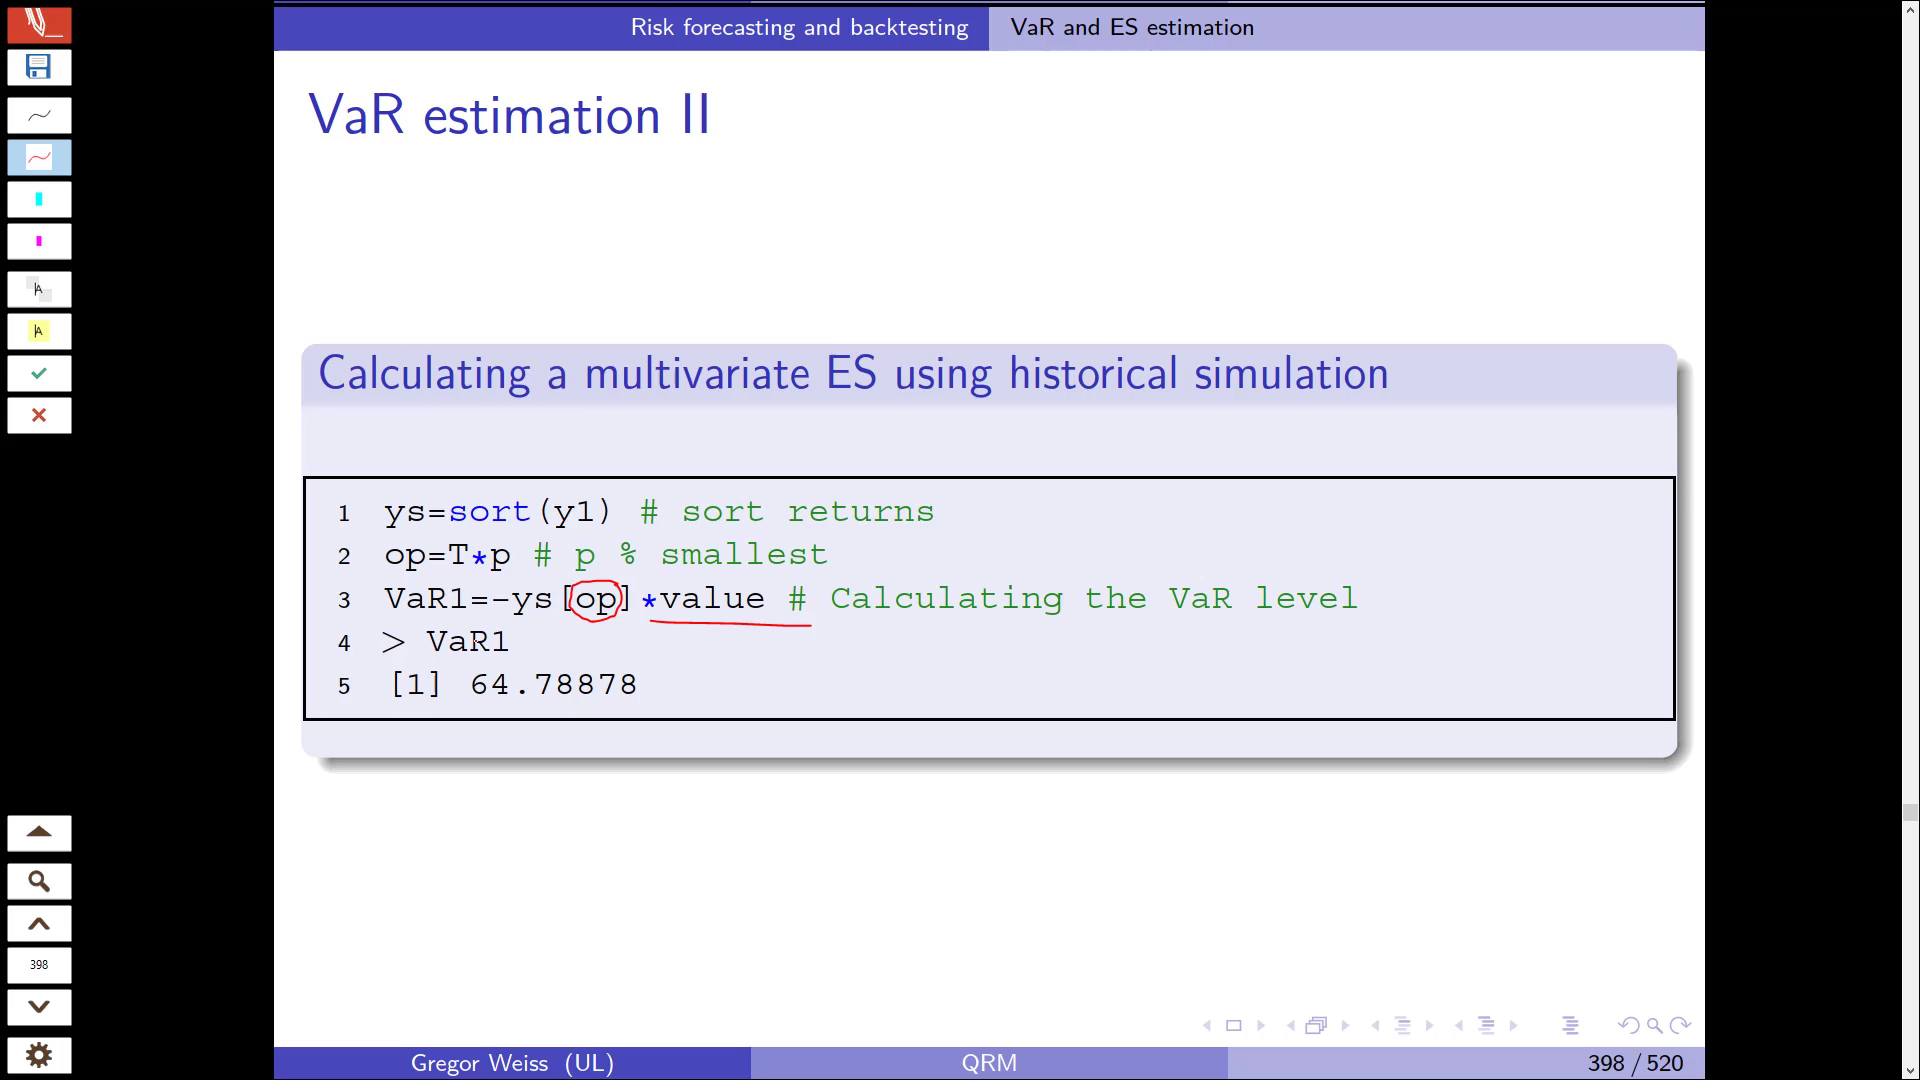 Risk forecasting and backtesting VaR and ES estimation
VaR estimation II
Calculating a multivariate ES using historical simulation
1 ys=sort(y1) # sort returns
2 op=T*p # p % smallest
3 VaR1=-ys[op]*value # Calculating the VaR level
4 > VaR1
5 [1] 64.78878
398
Gregor Weiss (UL) QRM 398 / 520